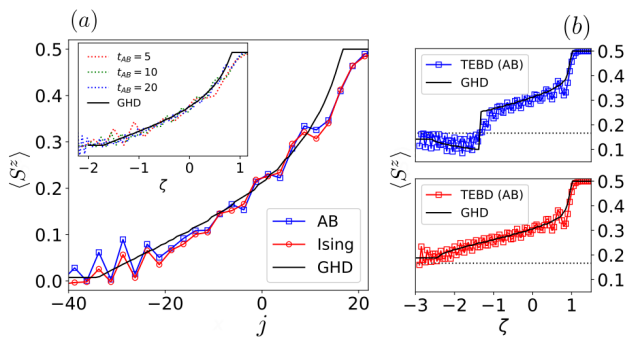 (a)
0.5
0.4
0.3
0.2
0.1
0.0
⟨S^z⟩
−40
−20
0
20
j
t_AB = 5
t_AB = 10
t_AB = 20
GHD
−2
−1
0
1
ζ
AB
Ising
GHD
(b)
TEBD (AB)
GHD
0.5
0.4
0.3
0.2
0.1
⟨S^z⟩
TEBD (AB)
GHD
0.5
0.4
0.3
0.2
−3
−2
−1
0
1
ζ